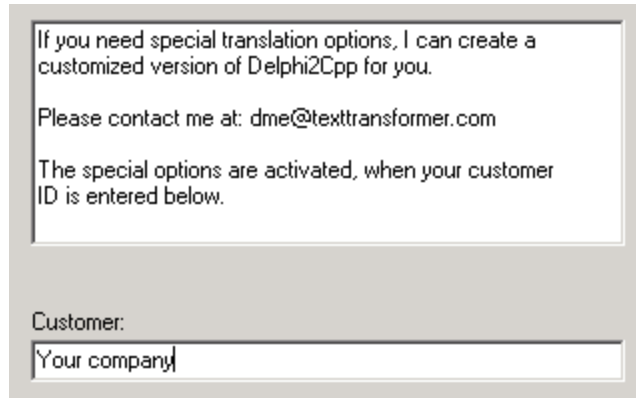 If you need special translation options, I can create a
customized version of Delphi2Cpp for you.
Please contact me at: dme@texttransformer.com
The special options are activated, when your customer
ID is entered below.
Customer:
Your company